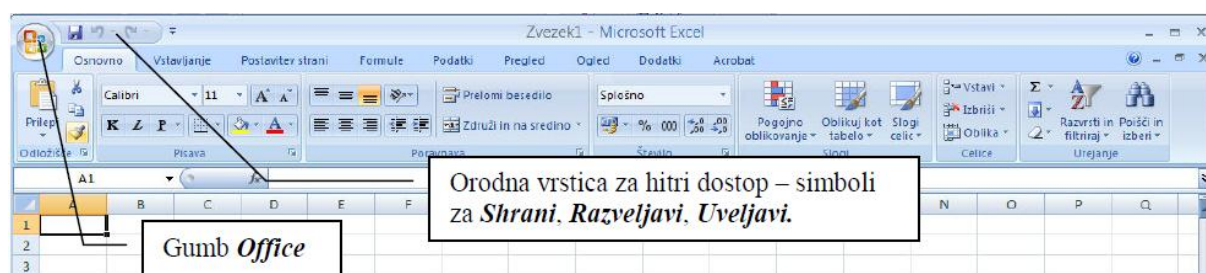 Zvezek1 - Microsoft Excel
Osnovno Vstavljanje Postavitev strani Formule Podatki Pregled Ogled Dodatki Acrobat
Calibri 11 Prelomi besedilo Splošno Vstavi
Prilepi K L P Združi in na sredino % 000 Pogojno oblikovanje Oblikuj kot tabelo Slogi celic Izbriši Oblika Σ Razvrsti in filtriraj Poišči in izberi
Odložišče Pisava Poravnava Število Slogi Celice Urejanje
A1 fx
A B C D E F N O P Q
1
2
3
Orodna vrstica za hitri dostop – simboli
za Shrani, Razveljavi, Uveljavi.
Gumb Office